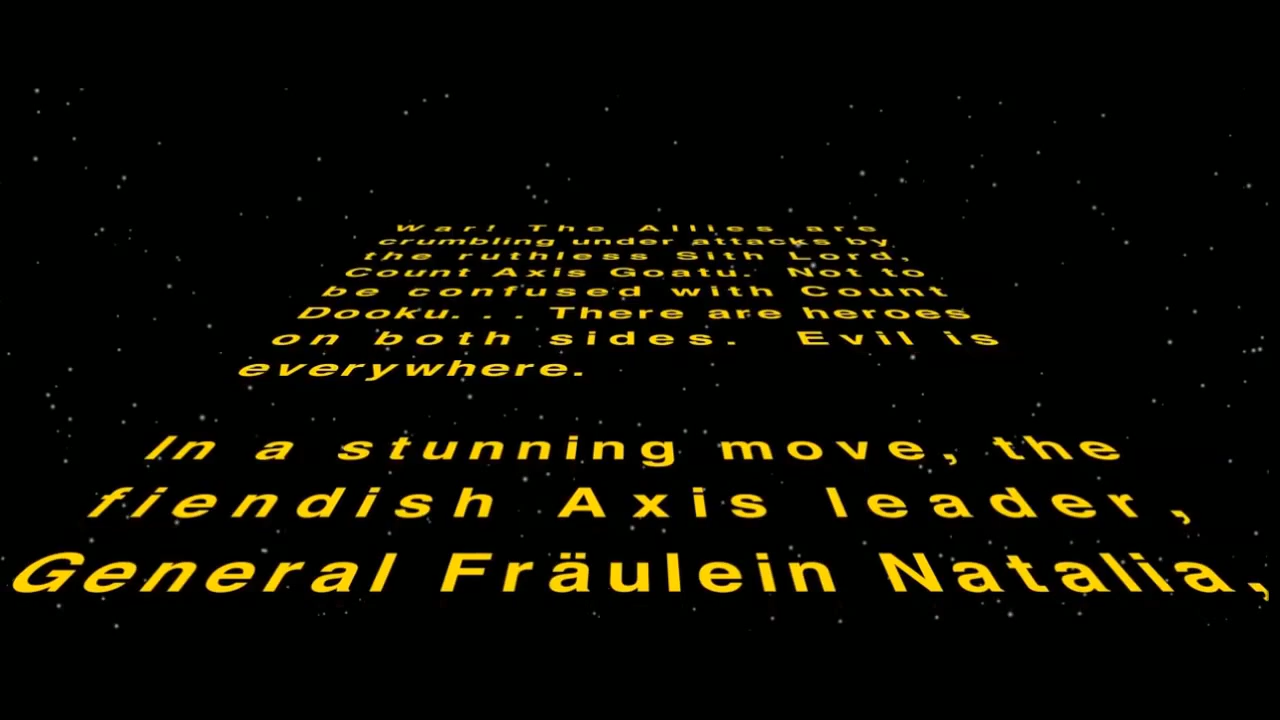 War! The Allies are
crumbling under attacks by
the ruthless Sith Lord,
Count Axis Goatu. Not to
be confused with Count
Dooku. . . There are heroes
on both sides. Evil is
everywhere.
In a stunning move, the
fiendish Axis leader,
General Fräulein Natalia,